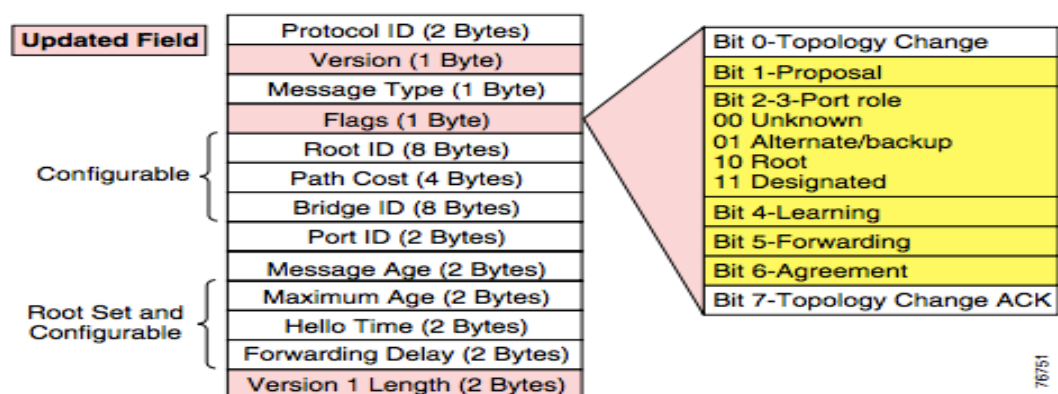 Updated Field
Protocol ID (2 Bytes)
Version (1 Byte)
Message Type (1 Byte)
Flags (1 Byte)
Root ID (8 Bytes)
Path Cost (4 Bytes)
Bridge ID (8 Bytes)
Port ID (2 Bytes)
Message Age (2 Bytes)
Maximum Age (2 Bytes)
Hello Time (2 Bytes)
Forwarding Delay (2 Bytes)
Version 1 Length (2 Bytes)
Configurable
Root Set and
Configurable
Bit 0-Topology Change
Bit 1-Proposal
Bit 2-3-Port role
00 Unknown
01 Alternate/backup
10 Root
11 Designated
Bit 4-Learning
Bit 5-Forwarding
Bit 6-Agreement
Bit 7-Topology Change ACK
76751